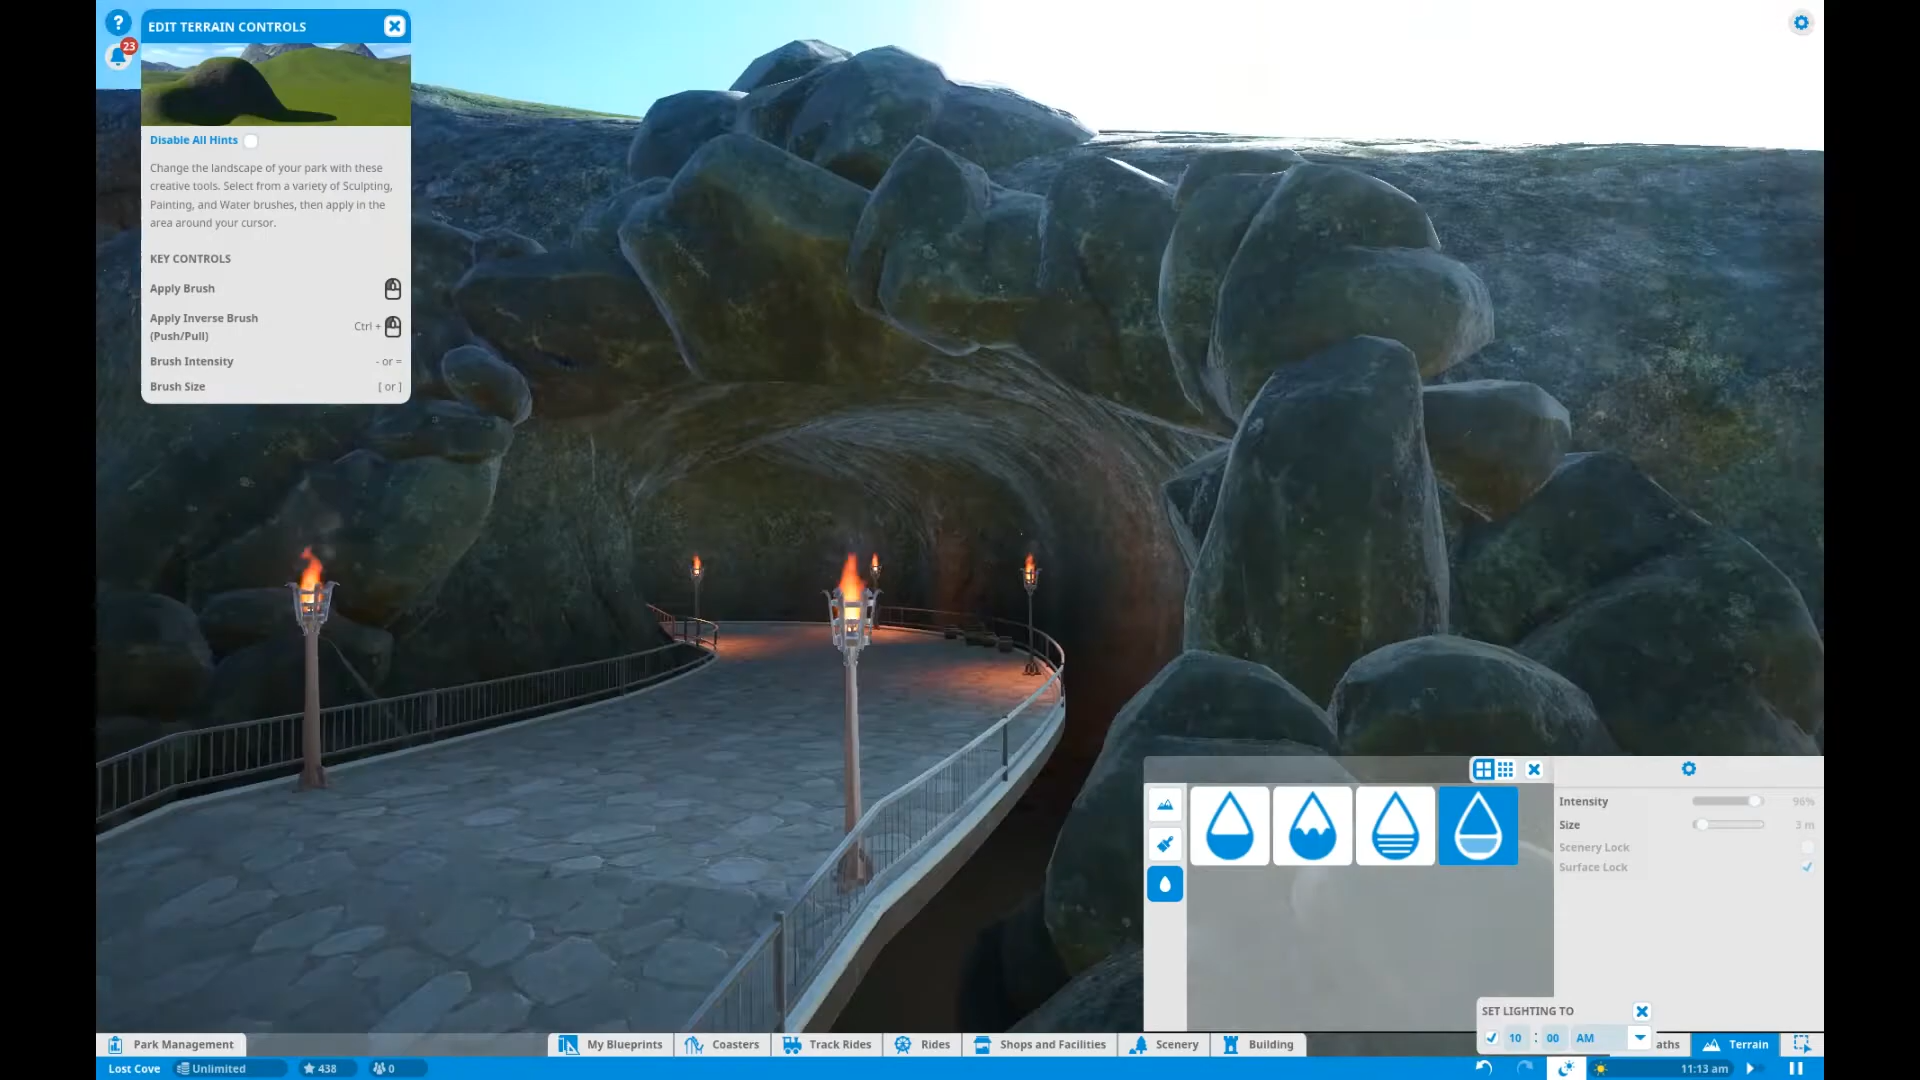 ?
EDIT TERRAIN CONTROLS
23
Disable All Hints
Change the landscape of your park with these
creative tools. Select from a variety of Sculpting,
Painting, and Water brushes, then apply in the
area around your cursor.
KEY CONTROLS
Apply Brush
Apply Inverse Brush
(Push/Pull)
Ctrl +
Brush Intensity - or =
Brush Size [ or ]
Intensity 96%
Size 3 m
Scenery Lock
Surface Lock
SET LIGHTING TO
10 : 00 AM
Park Management
My Blueprints
Coasters
Track Rides
Rides
Shops and Facilities
Scenery
Building
aths
Terrain
Lost Cove
Unlimited
438
0
11:13 am